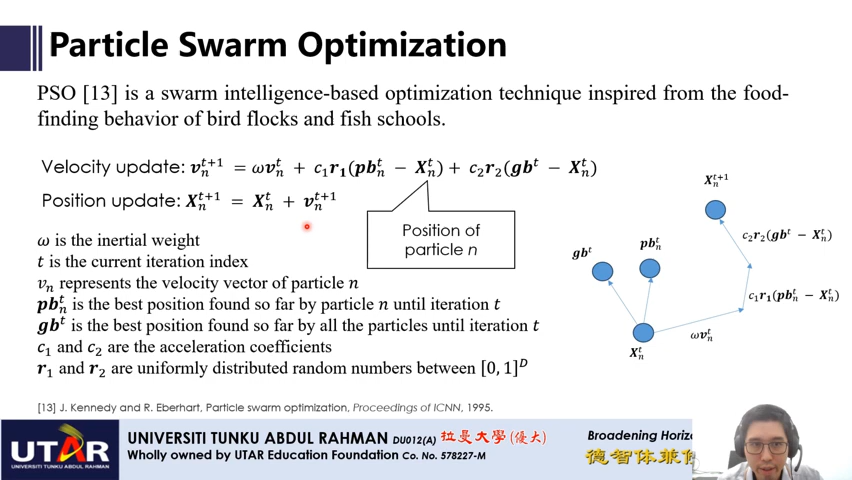 Particle Swarm Optimization
PSO [13] is a swarm intelligence-based optimization technique inspired from the food-
finding behavior of bird flocks and fish schools.
Velocity update: 𝒗ₙᵗ⁺¹ = ω𝒗ₙᵗ + c₁𝒓₁(𝒑𝒃ₙᵗ − 𝑿ₙᵗ) + c₂𝒓₂(𝒈𝒃ᵗ − 𝑿ₙᵗ)
Position update: 𝑿ₙᵗ⁺¹ = 𝑿ₙᵗ + 𝒗ₙᵗ⁺¹
Position of
particle n
ω is the inertial weight
t is the current iteration index
vₙ represents the velocity vector of particle n
𝒑𝒃ₙᵗ is the best position found so far by particle n until iteration t
𝒈𝒃ᵗ is the best position found so far by all the particles until iteration t
c₁ and c₂ are the acceleration coefficients
𝒓₁ and 𝒓₂ are uniformly distributed random numbers between [0, 1]ᴰ
𝑿ₙᵗ⁺¹
c₂𝒓₂(𝒈𝒃ᵗ − 𝑿ₙᵗ)
𝒈𝒃ᵗ
𝒑𝒃ₙᵗ
c₁𝒓₁(𝒑𝒃ₙᵗ − 𝑿ₙᵗ)
ω𝒗ₙᵗ
𝑿ₙᵗ
[13] J. Kennedy and R. Eberhart, Particle swarm optimization, Proceedings of ICNN, 1995.
UTAR
UNIVERSITI TUNKU ABDUL RAHMAN
UNIVERSITI TUNKU ABDUL RAHMAN DU012(A) 拉曼大學(優大)
Wholly owned by UTAR Education Foundation Co. No. 578227-M
Broadening Horizo
德智体兼